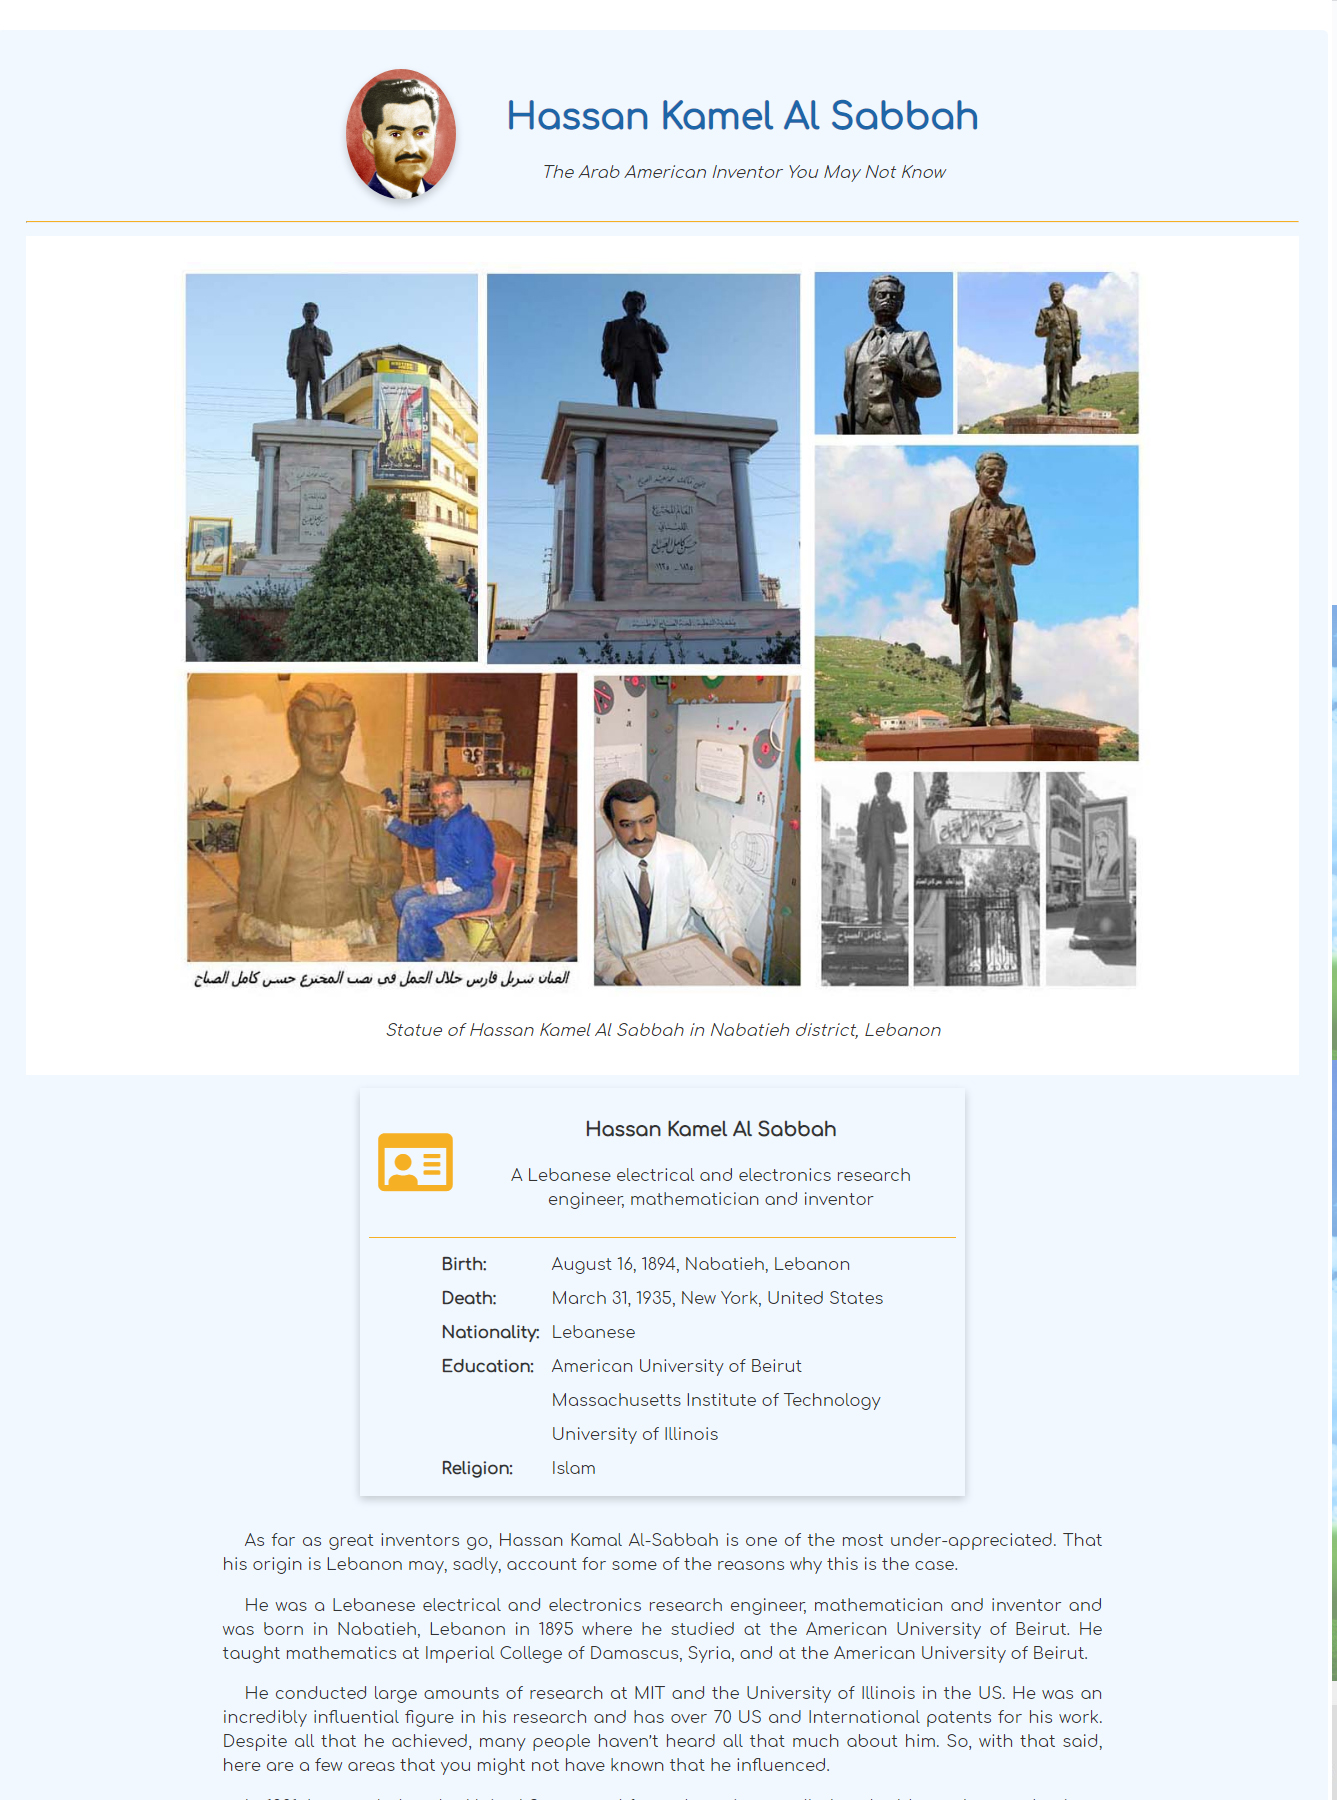 Hassan Kamel Al Sabbah
The Arab American Inventor You May Not Know
العالم المخترع
اللبناني
حسن كامل الصباح
١٨٩٥ - ١٩٣٥
حسن كامل الصباح
الفنان شربل فارس خلال العمل في نصب المخترع حسن كامل الصباح
Statue of Hassan Kamel Al Sabbah in Nabatieh district, Lebanon
Hassan Kamel Al Sabbah
A Lebanese electrical and electronics research
engineer, mathematician and inventor
Birth: August 16, 1894, Nabatieh, Lebanon
Death: March 31, 1935, New York, United States
Nationality: Lebanese
Education: American University of Beirut
Massachusetts Institute of Technology
University of Illinois
Religion: Islam
As far as great inventors go, Hassan Kamal Al-Sabbah is one of the most under-appreciated. That
his origin is Lebanon may, sadly, account for some of the reasons why this is the case.
He was a Lebanese electrical and electronics research engineer, mathematician and inventor and
was born in Nabatieh, Lebanon in 1895 where he studied at the American University of Beirut. He
taught mathematics at Imperial College of Damascus, Syria, and at the American University of Beirut.
He conducted large amounts of research at MIT and the University of Illinois in the US. He was an
incredibly influential figure in his research and has over 70 US and International patents for his work.
Despite all that he achieved, many people haven't heard all that much about him. So, with that said,
here are a few areas that you might not have known that he influenced.